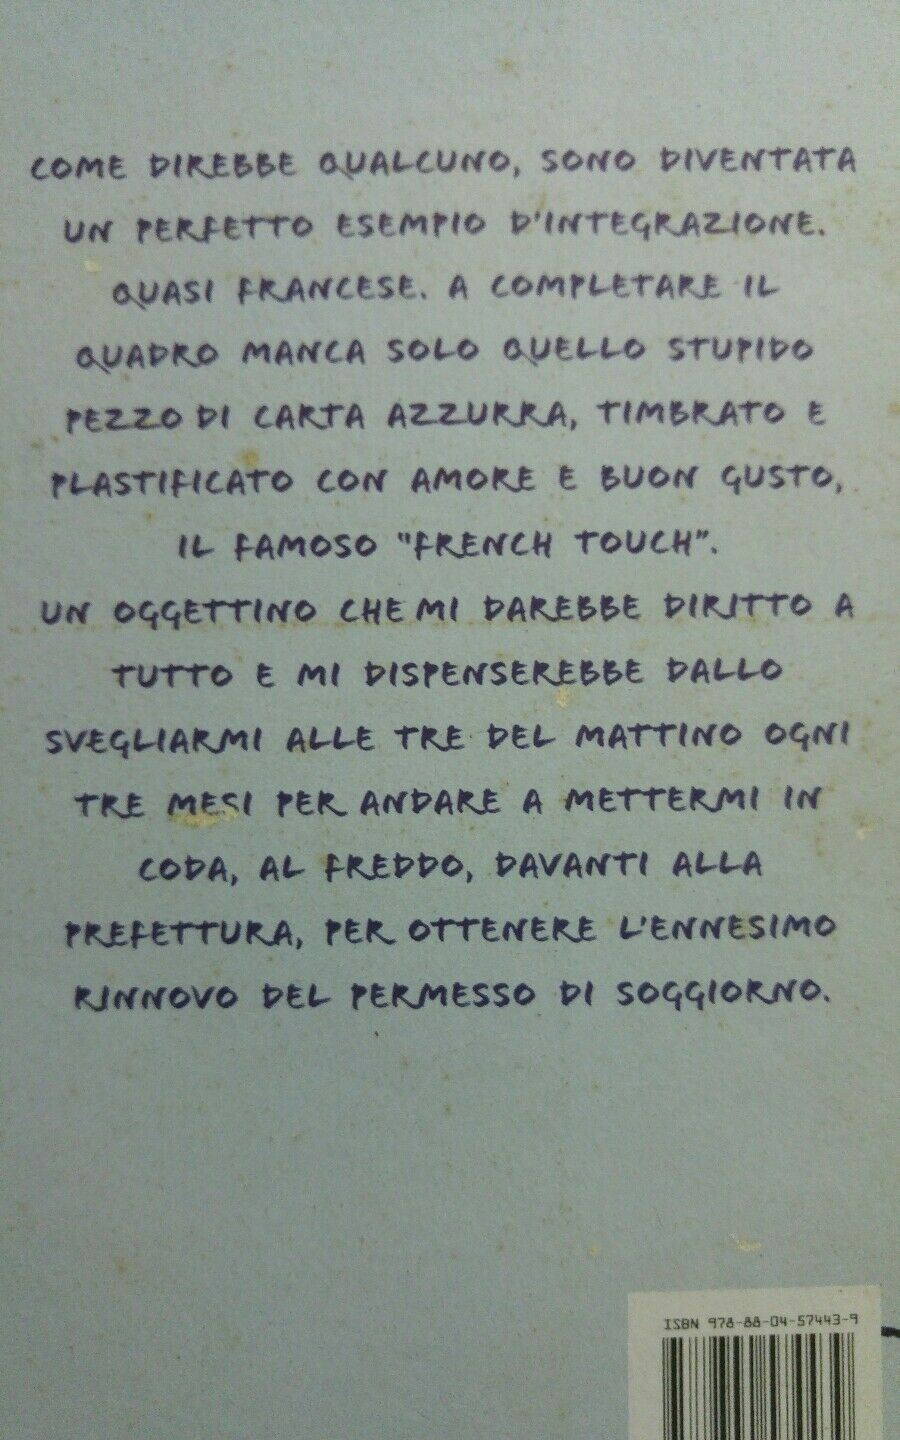 COME DIREBBE QUALCUNO, SONO DIVENTATA
UN PERFETTO ESEMPIO D'INTEGRAZIONE.
QUASI FRANCESE. A COMPLETARE IL
QUADRO MANCA SOLO QUELLO STUPIDO
PEZZO DI CARTA AZZURRA, TIMBRATO E
PLASTIFICATO CON AMORE E BUON GUSTO,
IL FAMOSO "FRENCH TOUCH".
UN OGGETTINO CHE MI DAREBBE DIRITTO A
TUTTO E MI DISPENSEREBBE DALLO
SVEGLIARMI ALLE TRE DEL MATTINO OGNI
TRE MESI PER ANDARE A METTERMI IN
CODA, AL FREDDO, DAVANTI ALLA
PREFETTURA, PER OTTENERE L'ENNESIMO
RINNOVO DEL PERMESSO DI SOGGIORNO.
ISBN 978-88-04-57443-9